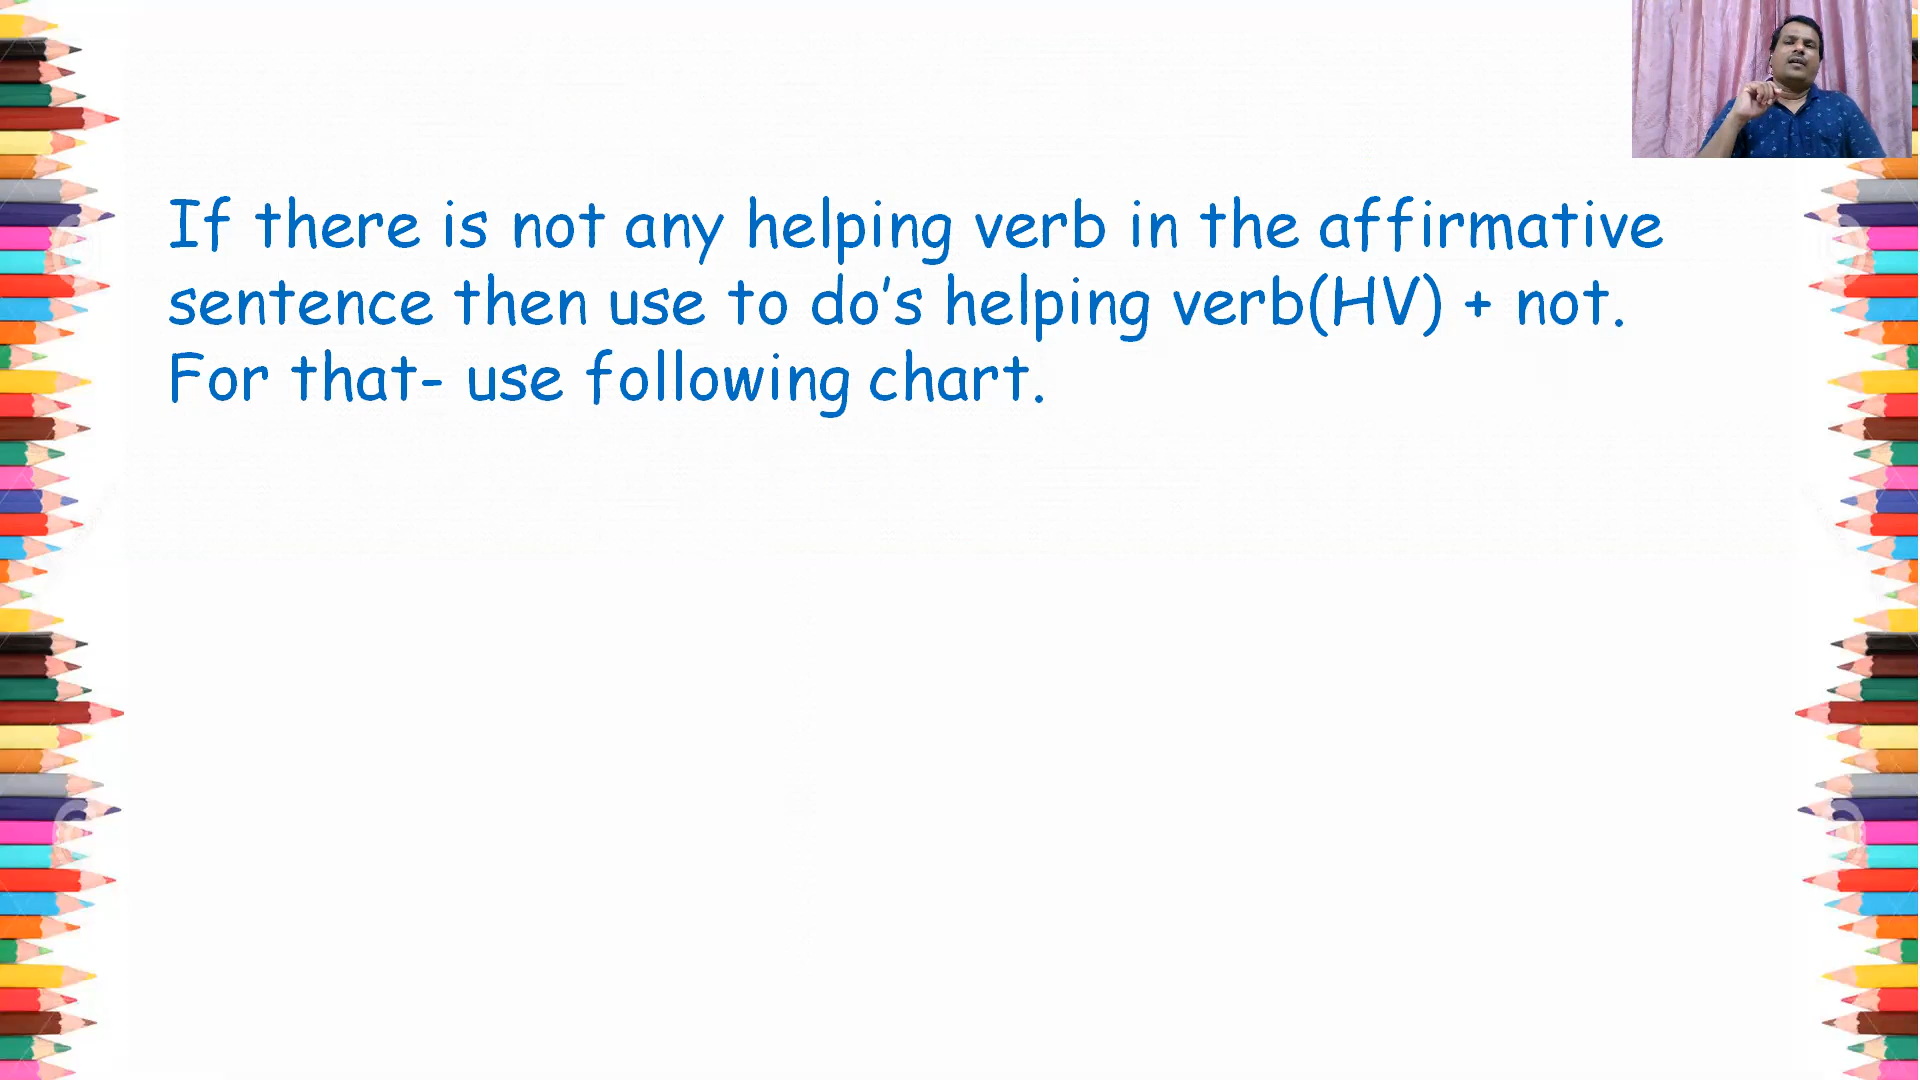 If there is not any helping verb in the affirmative
sentence then use to do’s helping verb(HV) + not.
For that- use following chart.